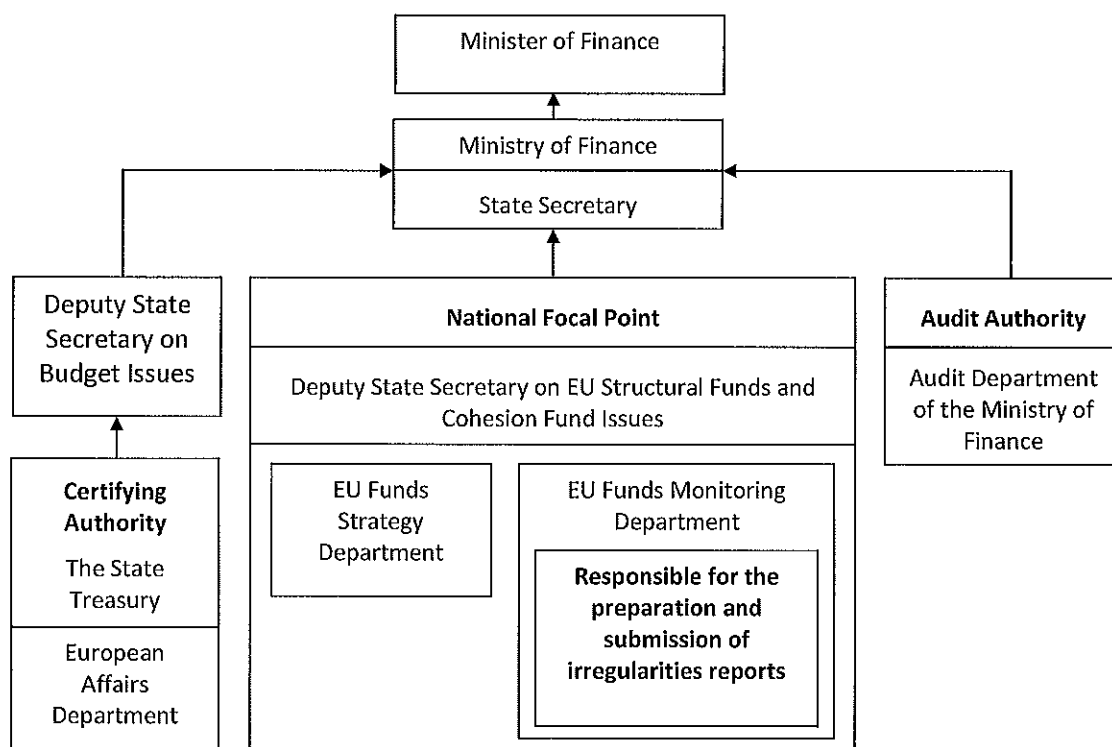 Minister of Finance
Ministry of Finance
State Secretary
Deputy State
Secretary on
Budget Issues
National Focal Point
Audit Authority
Deputy State Secretary on EU Structural Funds and
Cohesion Fund Issues
Audit Department
of the Ministry of
Finance
Certifying
Authority
The State
Treasury
European
Affairs
Department
EU Funds
Strategy
Department
EU Funds Monitoring
Department
Responsible for the
preparation and
submission of
irregularities reports